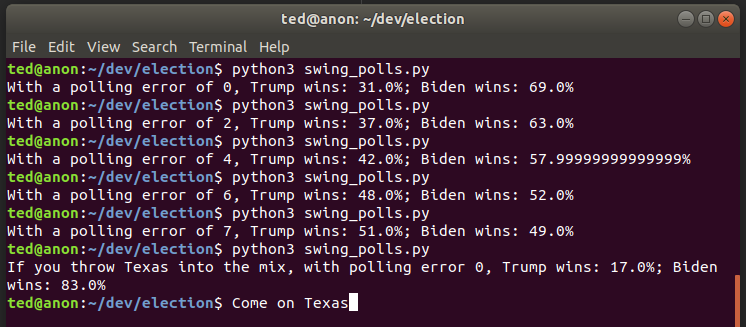 ted@anon: ~/dev/election
File Edit View Search Terminal Help
ted@anon:~/dev/election$ python3 swing_polls.py
With a polling error of 0, Trump wins: 31.0%; Biden wins: 69.0%
ted@anon:~/dev/election$ python3 swing_polls.py
With a polling error of 2, Trump wins: 37.0%; Biden wins: 63.0%
ted@anon:~/dev/election$ python3 swing_polls.py
With a polling error of 4, Trump wins: 42.0%; Biden wins: 57.99999999999999%
ted@anon:~/dev/election$ python3 swing_polls.py
With a polling error of 6, Trump wins: 48.0%; Biden wins: 52.0%
ted@anon:~/dev/election$ python3 swing_polls.py
With a polling error of 7, Trump wins: 51.0%; Biden wins: 49.0%
ted@anon:~/dev/election$ python3 swing_polls.py
If you throw Texas into the mix, with polling error 0, Trump wins: 17.0%; Biden
wins: 83.0%
ted@anon:~/dev/election$ Come on Texas